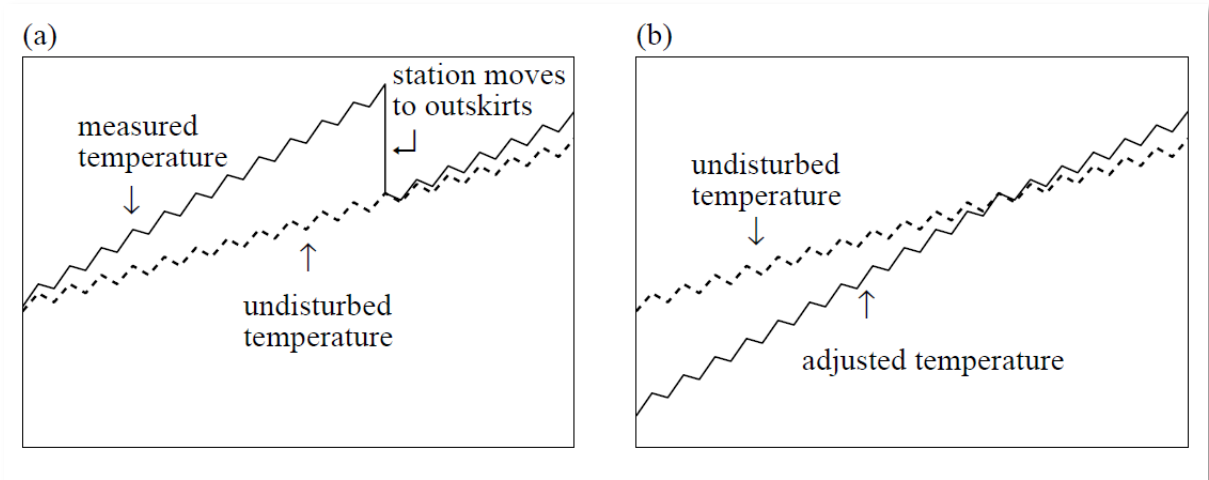 (a)
station moves
to outskirts
measured
temperature
undisturbed
temperature
(b)
undisturbed
temperature
adjusted temperature